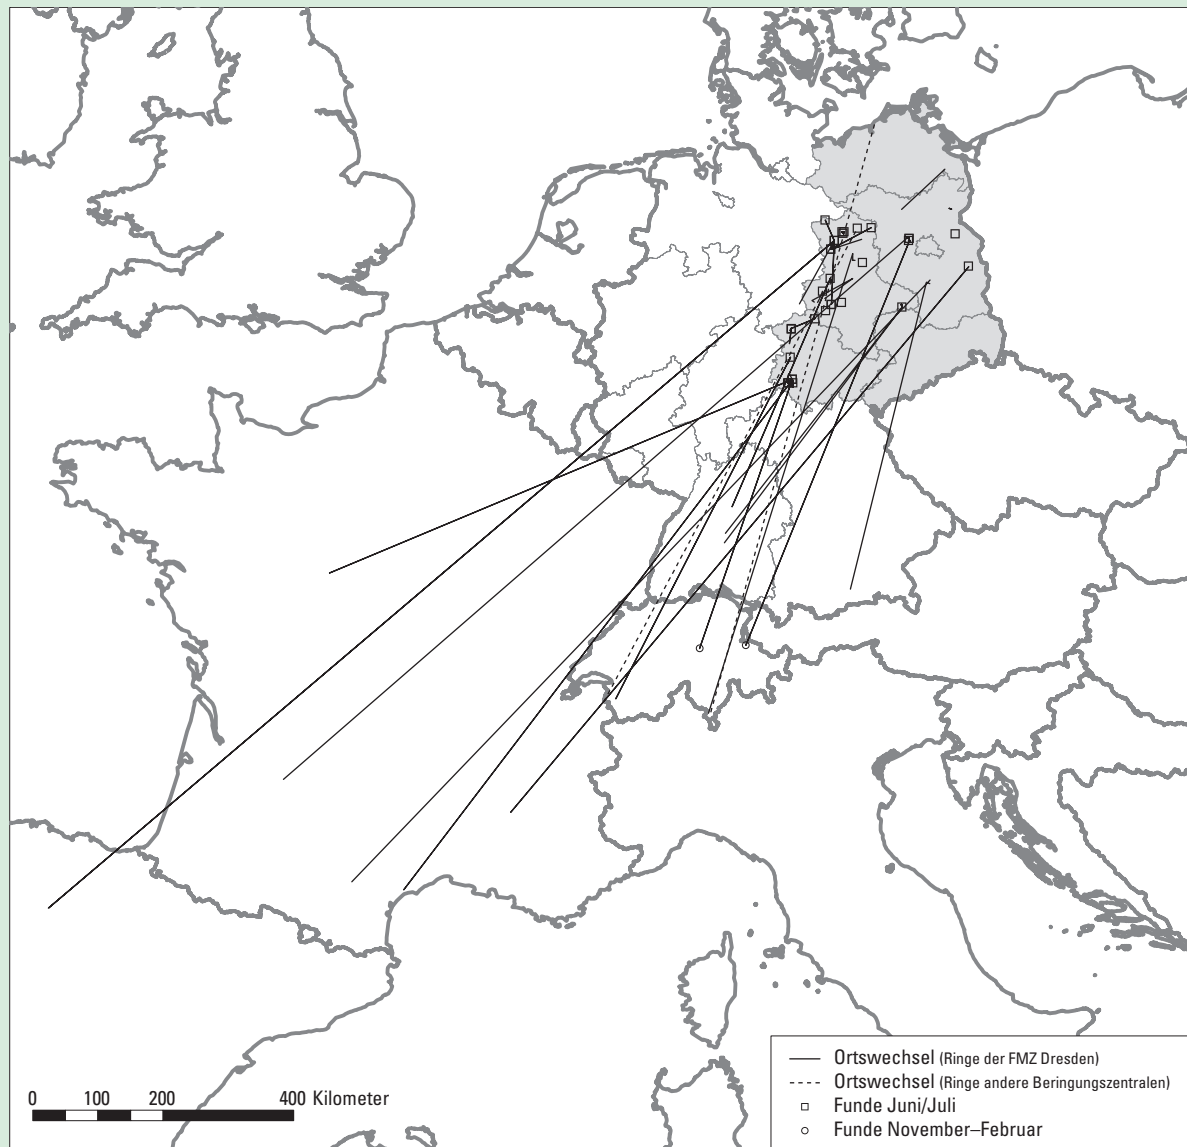 Ortswechsel (Ringe der FMZ Dresden)
Ortswechsel (Ringe andere Beringungszentralen)
Funde Juni/Juli
Funde November–Februar
0 100 200 400 Kilometer